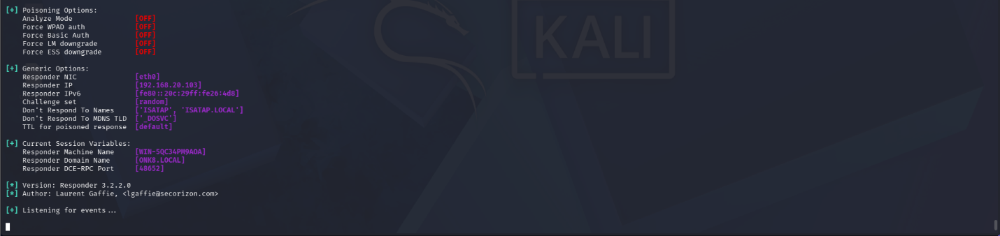 [+] Poisoning Options:
Analyze Mode [OFF]
Force WPAD auth [OFF]
Force Basic Auth [OFF]
Force LM downgrade [OFF]
Force ESS downgrade [OFF]
[+] Generic Options:
Responder NIC [eth0]
Responder IP [192.168.20.103]
Responder IPv6 [fe80::20c:29ff:fe26:4d8]
Challenge set [random]
Don't Respond To Names ['ISATAP', 'ISATAP.LOCAL']
Don't Respond To MDNS TLD ['_DOSVC']
TTL for poisoned response [default]
[+] Current Session Variables:
Responder Machine Name [WIN-5QC34PM9AOA]
Responder Domain Name [ONK8.LOCAL]
Responder DCE-RPC Port [48652]
[*] Version: Responder 3.2.2.0
[*] Author: Laurent Gaffie, <lgaffie@secorizon.com>
[+] Listening for events...
KALI